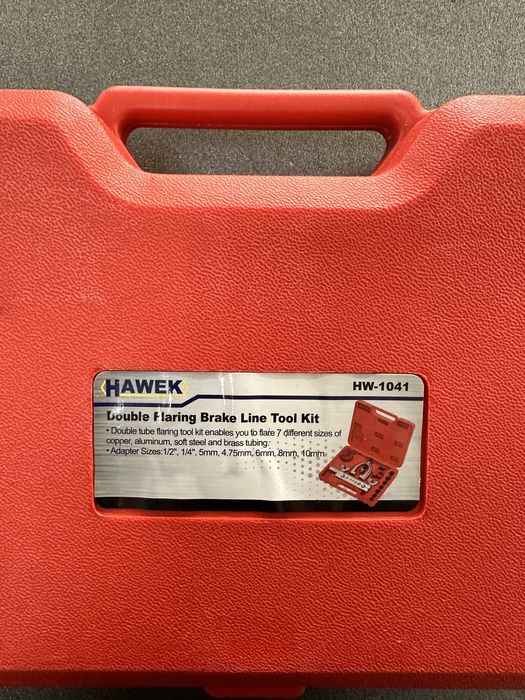 HAWEK
HW-1041
Double Flaring Brake Line Tool Kit
• Double tube flaring tool kit enables you to flare 7 different sizes of
copper, aluminum, soft steel and brass tubing.
• Adapter Sizes:1/2", 1/4", 5mm, 4.75mm, 6mm, 8mm, 10mm